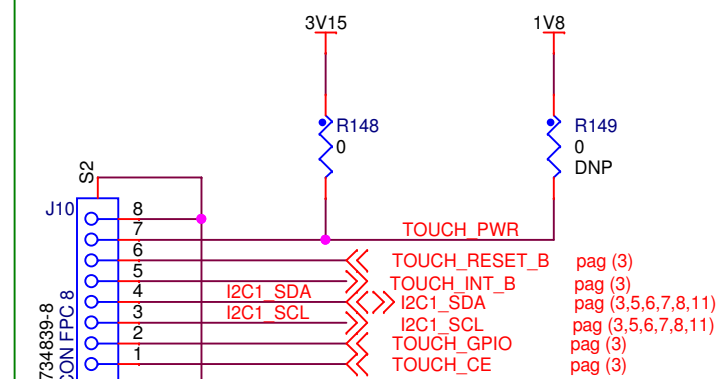 3V15
1V8
R148
0
R149
0
DNP
S2
J10
8
7
TOUCH_PWR
6
TOUCH_RESET_B pag (3)
5
TOUCH_INT_B pag (3)
4
I2C1_SDA
I2C1_SDA pag (3,5,6,7,8,11)
3
I2C1_SCL
I2C1_SCL pag (3,5,6,7,8,11)
2
TOUCH_GPIO pag (3)
1
TOUCH_CE pag (3)
734839-8
CON FPC 8